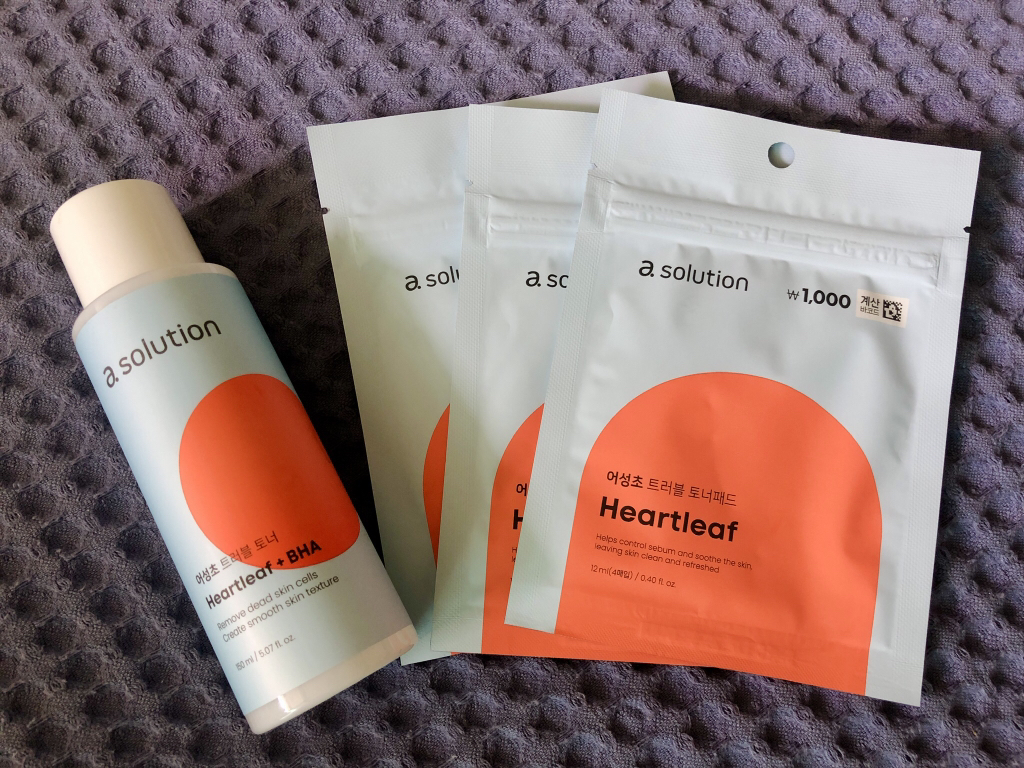 a solution
어성초 트러블 토너
Heartleaf + BHA
Remove dead skin cells
Create smooth skin texture
150 ml / 5.07 fl. oz.
a solu
a so
어
H
a solution
₩1,000
계산
바코드
어성초 트러블 토너패드
Heartleaf
Helps control sebum and soothe the skin,
leaving skin clean and refreshed.
12 ml(4매입) / 0.40 fl. oz.